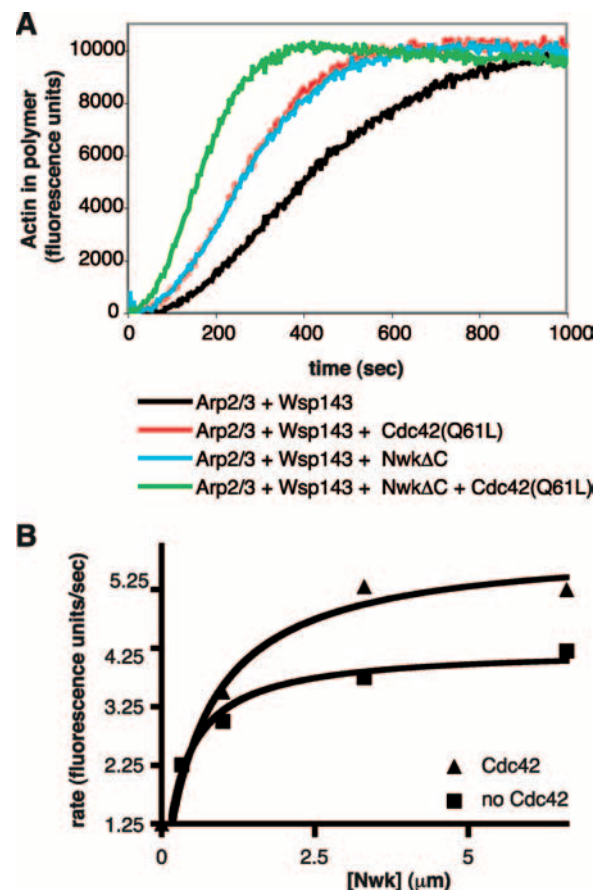 A
Actin in polymer
(fluorescence units)
10000
8000
6000
4000
2000
0
0 200 400 600 800 1000
time (sec)
Arp2/3 + Wsp143
Arp2/3 + Wsp143 + Cdc42(Q61L)
Arp2/3 + Wsp143 + NwkΔC
Arp2/3 + Wsp143 + NwkΔC + Cdc42(Q61L)
B
rate (fluorescence units/sec)
5.25
4.25
3.25
2.25
1.25
Cdc42
no Cdc42
0 2.5 5
[Nwk] (μm)